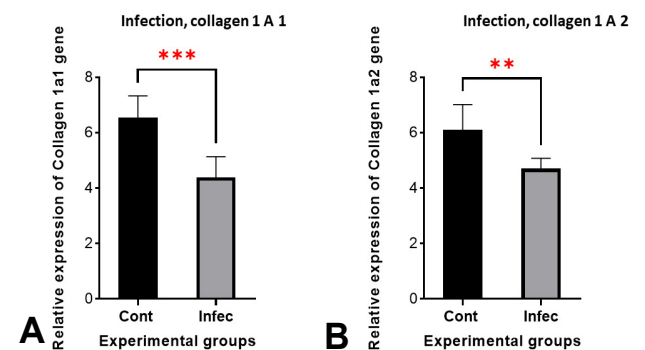 Infection, collagen 1 A 1
***
Relative expression of Collagen 1a1 gene
8
6
4
2
0
Cont Infec
Experimental groups
A
Infection, collagen 1 A 2
**
Relative expression of Collagen 1a2 gene
8
6
4
2
0
Cont Infec
Experimental groups
B